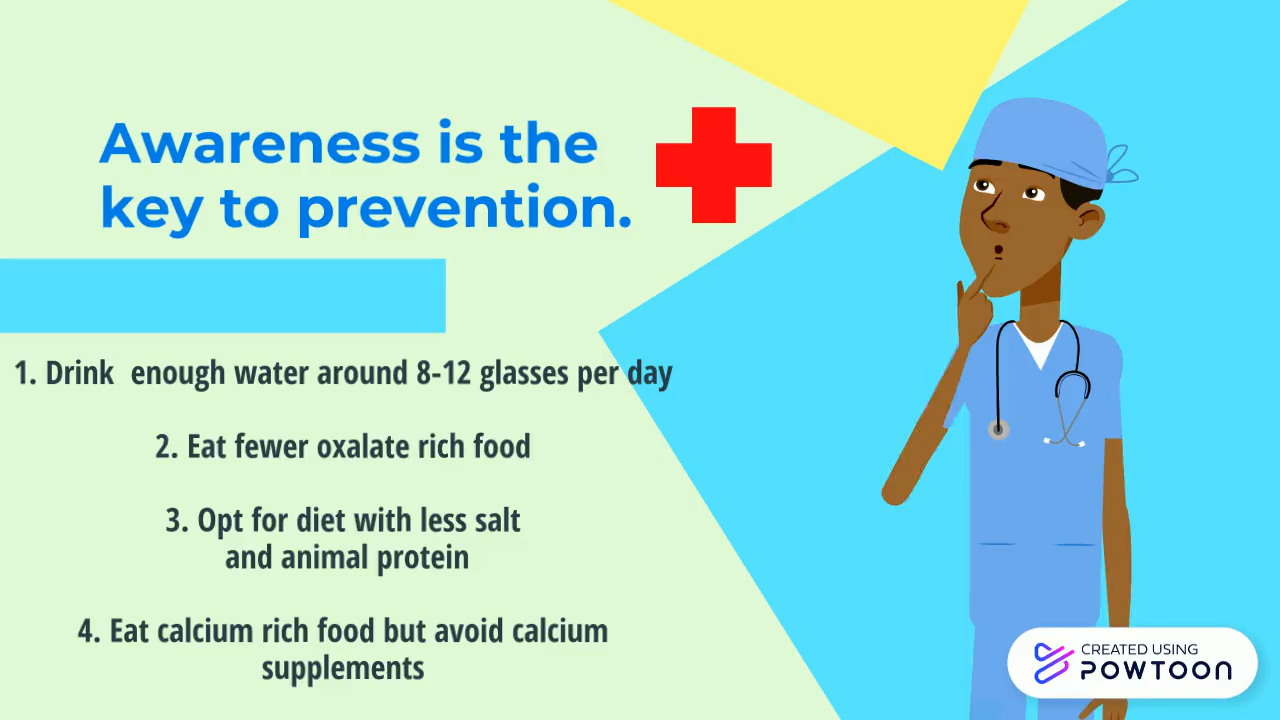 Awareness is the
key to prevention.
1. Drink  enough water around 8-12 glasses per day
2. Eat fewer oxalate rich food
3. Opt for diet with less salt
and animal protein
4. Eat calcium rich food but avoid calcium
supplements
CREATED USING
POWTOON